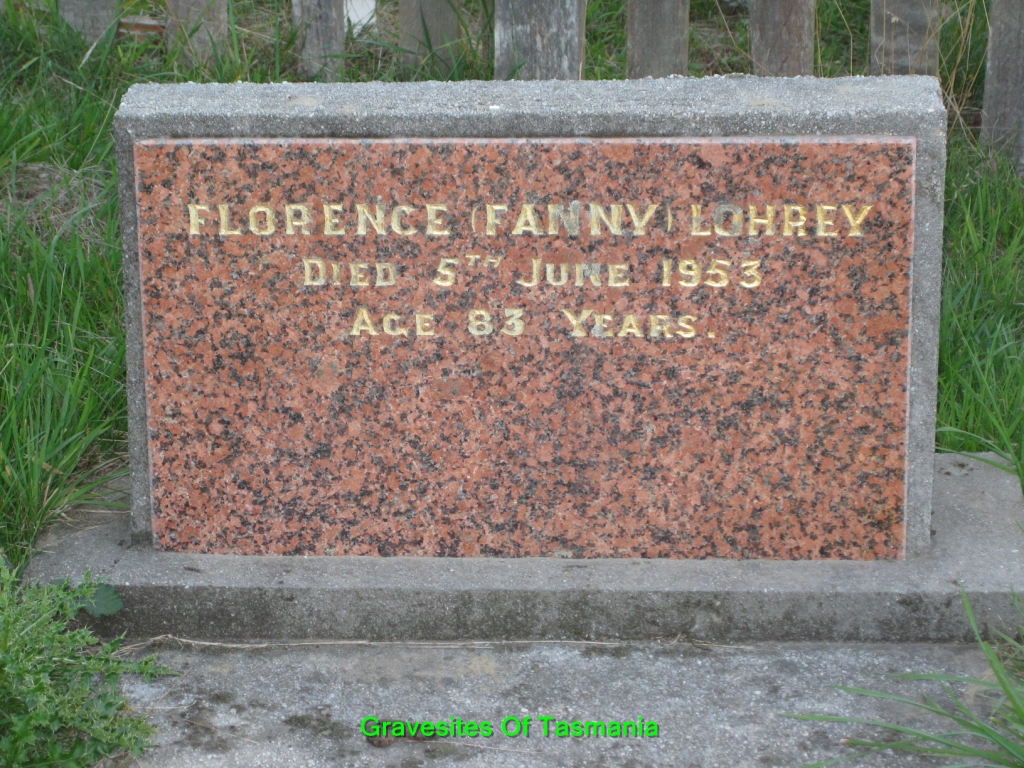 FLORENCE (FANNY) LOHREY
DIED 5TH JUNE 1953
AGE 83 YEARS.
Gravesites Of Tasmania